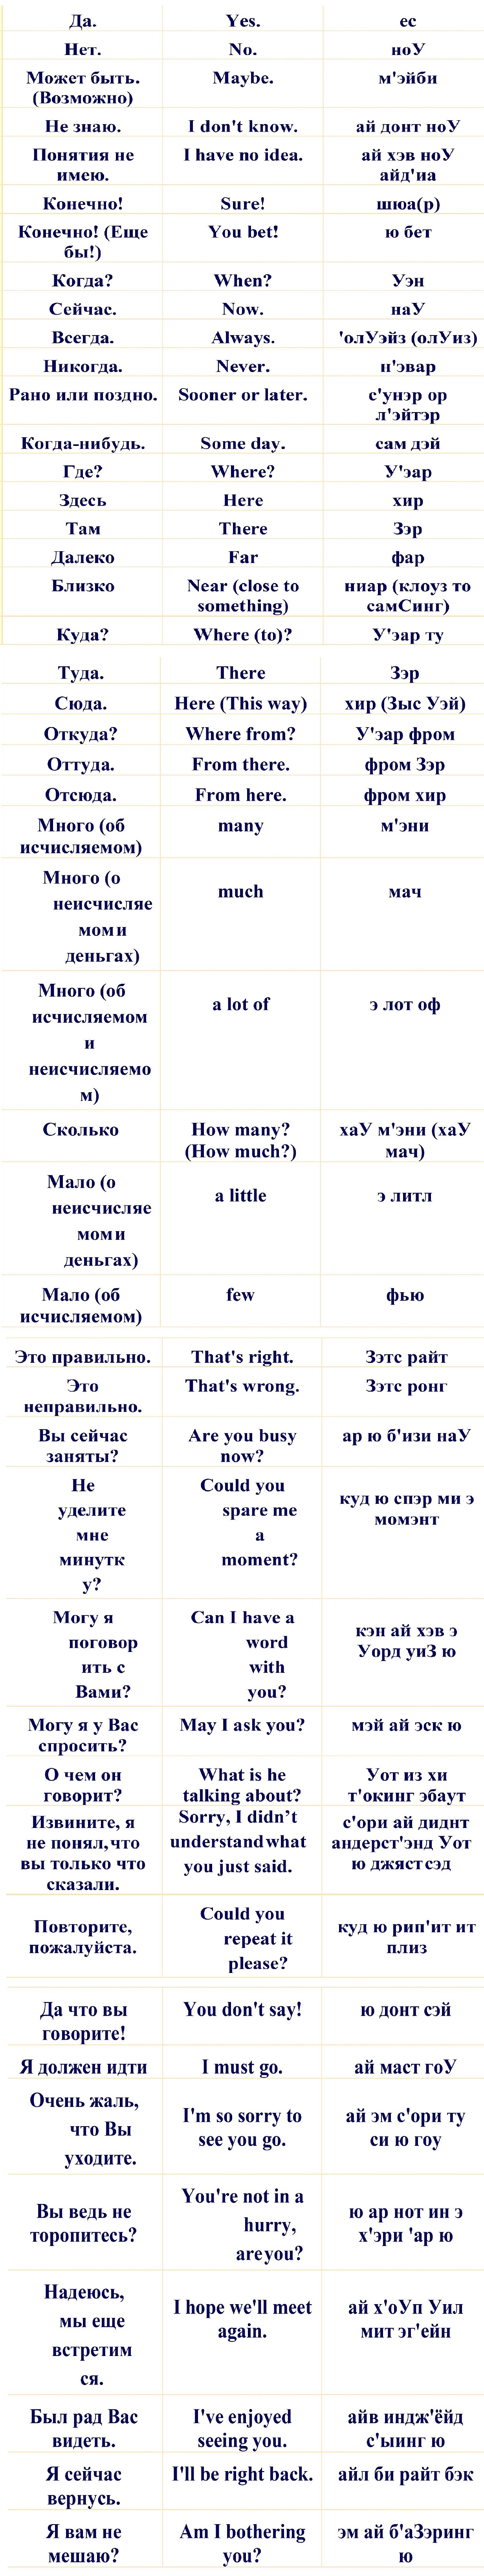 Да. Yes. ес
Нет. No. ноУ
Может быть. Maybe. м'эйби
(Возможно)
Не знаю. I don't know. ай донт ноУ
Понятия не I have no idea. ай хэв ноУ
имею. айд'иа
Конечно! Sure! шюа(р)
Конечно! (Еще You bet! ю бет
бы!)
Когда? When? Уэн
Сейчас. Now. наУ
Всегда. Always. 'олУэйз (олУиз)
Никогда. Never. н'эвар
Рано или поздно. Sooner or later. с'унэр ор
л'эйтэр
Когда-нибудь. Some day. сам дэй
Где? Where? У'эар
Здесь Here хир
Там There Зэр
Далеко Far фар
Близко Near (close to ниар (клоуз то
something) самСинг)
Куда? Where (to)? У'эар ту
Туда. There Зэр
Сюда. Here (This way) хир (Зыс Уэй)
Откуда? Where from? У'эар фром
Оттуда. From there. фром Зэр
Отсюда. From here. фром хир
Много (об many м'эни
исчисляемом)
Много (о
неисчисляе much мач
мом и
деньгах)
Много (об
исчисляемом a lot of э лот оф
и
неисчисляемо
м)
Сколько How many? хаУ м'эни (хаУ
(How much?) мач)
Мало (о
неисчисляе a little э литл
мом и
деньгах)
Мало (об few фью
исчисляемом)
Это правильно. That's right. Зэтс райт
Это That's wrong. Зэтс ронг
неправильно.
Вы сейчас Are you busy ар ю б'изи наУ
заняты? now?
Не Could you
уделите spare me куд ю спэр ми э
мне a момэнт
минутк moment?
у?
Могу я Can I have a
поговор word кэн ай хэв э
ить с with Уорд уиЗ ю
Вами? you?
Могу я у Вас May I ask you? мэй ай эск ю
спросить?
О чем он What is he Уот из хи
говорит? talking about? т'окинг эбаут
Извините, я Sorry, I didn’t с'ори ай диднт
не понял, что understand what андерст'энд Уот
вы только что you just said. ю джяст сэд
сказали.
Повторите, Could you куд ю рип'ит ит
пожалуйста. repeat it плиз
please?
Да что вы You don't say! ю донт сэй
говорите!
Я должен идти I must go. ай маст гоУ
Очень жаль, I'm so sorry to ай эм с'ори ту
что Вы see you go. си ю гоу
уходите.
Вы ведь не You're not in a ю ар нот ин э
торопитесь? hurry, х'эри 'ар ю
are you?
Надеюсь,
мы еще I hope we'll meet ай х'оУп Уил
встретим again. мит эг'ейн
ся.
Был рад Вас I've enjoyed айв индж'ёйд
видеть. seeing you. с'ыинг ю
Я сейчас I'll be right back. айл би райт бэк
вернусь.
Я вам не Am I bothering эм ай б'аЗэринг
мешаю? you? ю